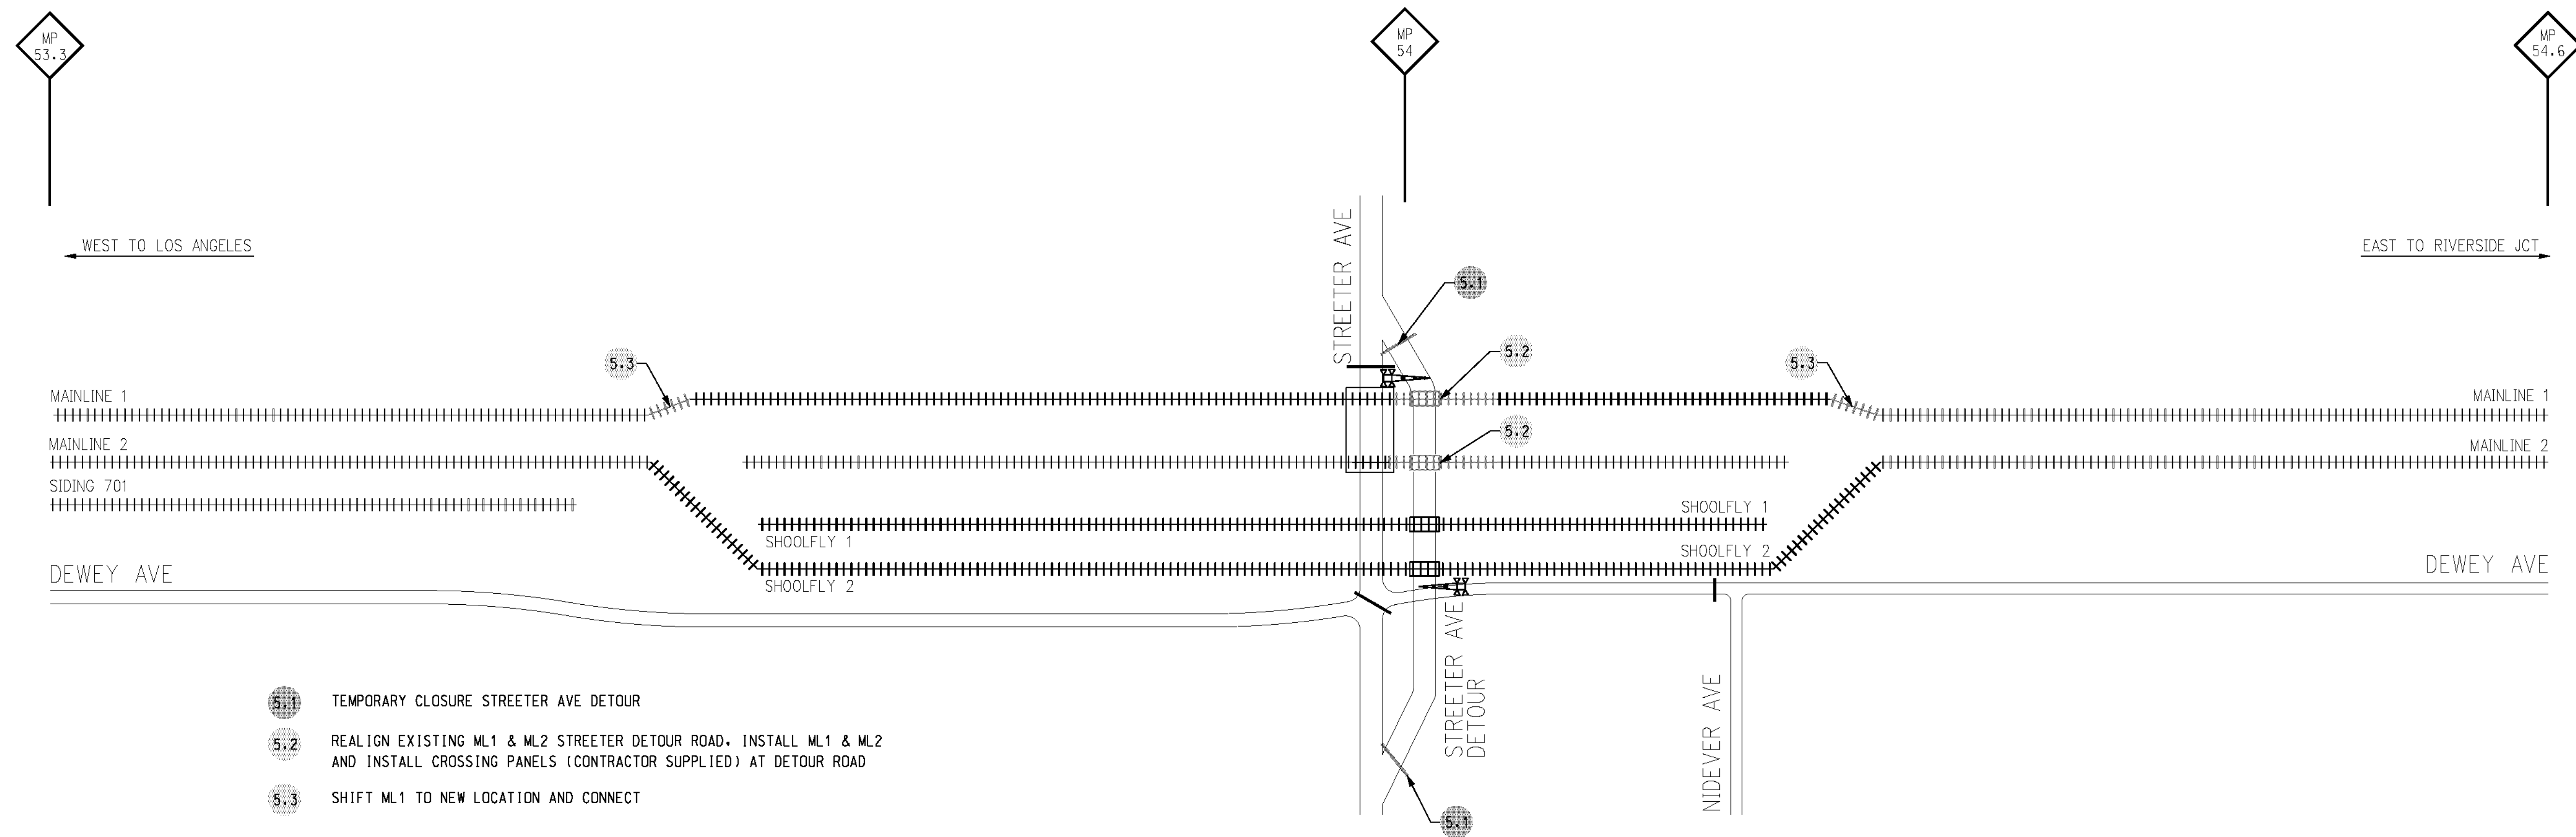 MP
53.3
MP
54
MP
54.6
WEST TO LOS ANGELES
EAST TO RIVERSIDE JCT
STREETER AVE
5.1
5.2
5.3
5.3
MAINLINE 1
MAINLINE 1
5.2
MAINLINE 2
MAINLINE 2
SIDING 701
SHOOLFLY 1
SHOOLFLY 1
SHOOLFLY 2
SHOOLFLY 2
DEWEY AVE
DEWEY AVE
STREETER AVE
DETOUR
NIDEVER AVE
5.1 TEMPORARY CLOSURE STREETER AVE DETOUR
5.2 REALIGN EXISTING ML1 & ML2 STREETER DETOUR ROAD. INSTALL ML1 & ML2
AND INSTALL CROSSING PANELS (CONTRACTOR SUPPLIED) AT DETOUR ROAD
5.3 SHIFT ML1 TO NEW LOCATION AND CONNECT
5.1